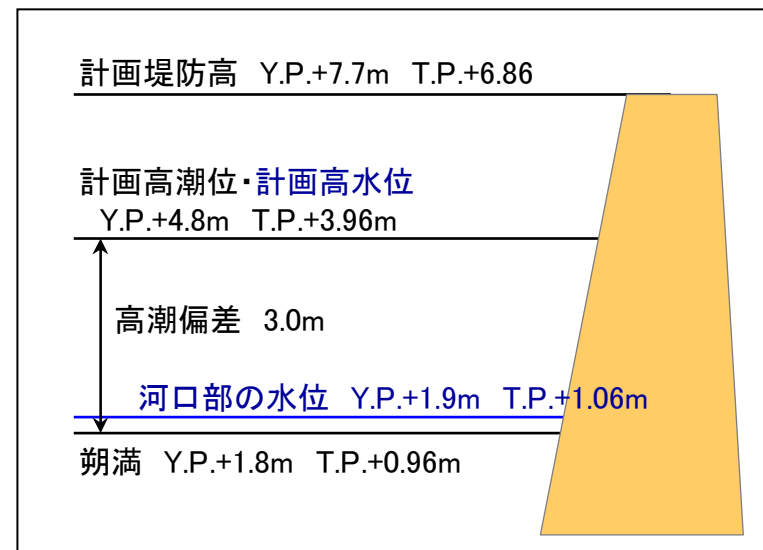 計画堤防高 Y.P.+7.7m T.P.+6.86
計画高潮位・計画高水位
Y.P.+4.8m T.P.+3.96m
高潮偏差 3.0m
河口部の水位 Y.P.+1.9m T.P.+1.06m
朔満 Y.P.+1.8m T.P.+0.96m